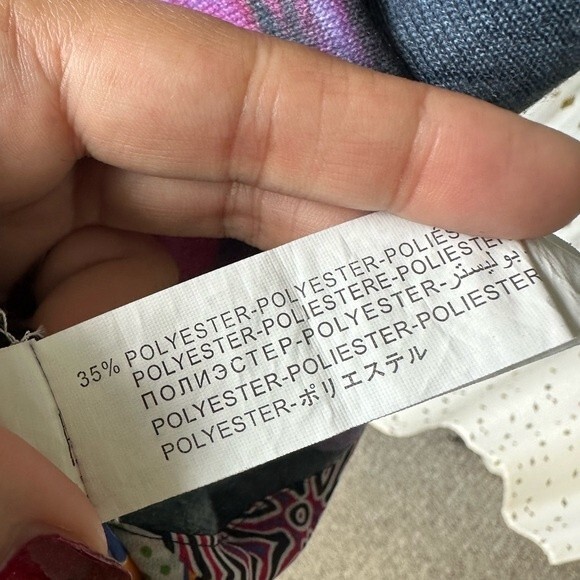 35% POLYESTER-POLYESTER-POLIÉS
POLYESTER-POLIESTERE-POLIESTER
ПОЛИЭСТЕР-POLYESTER-بوليستر
POLYESTER-POLIESTER-POLIESTER
POLYESTER-ポリエステル